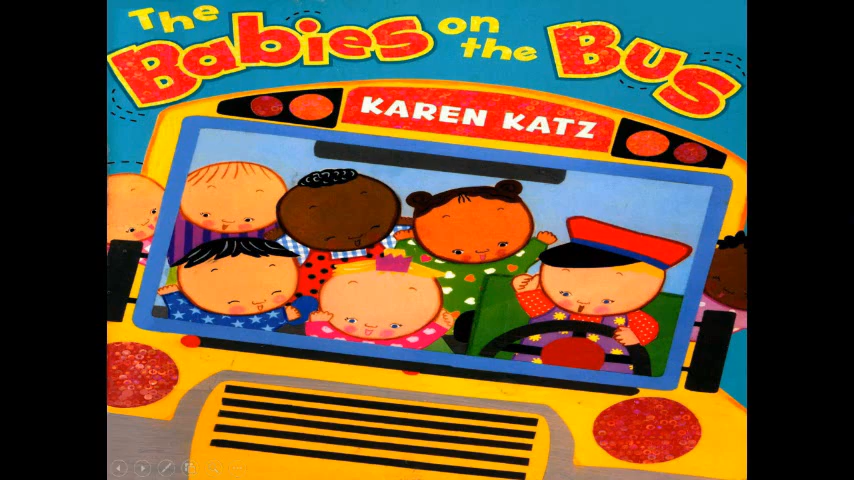 The
Babies on the Bus
KAREN KATZ